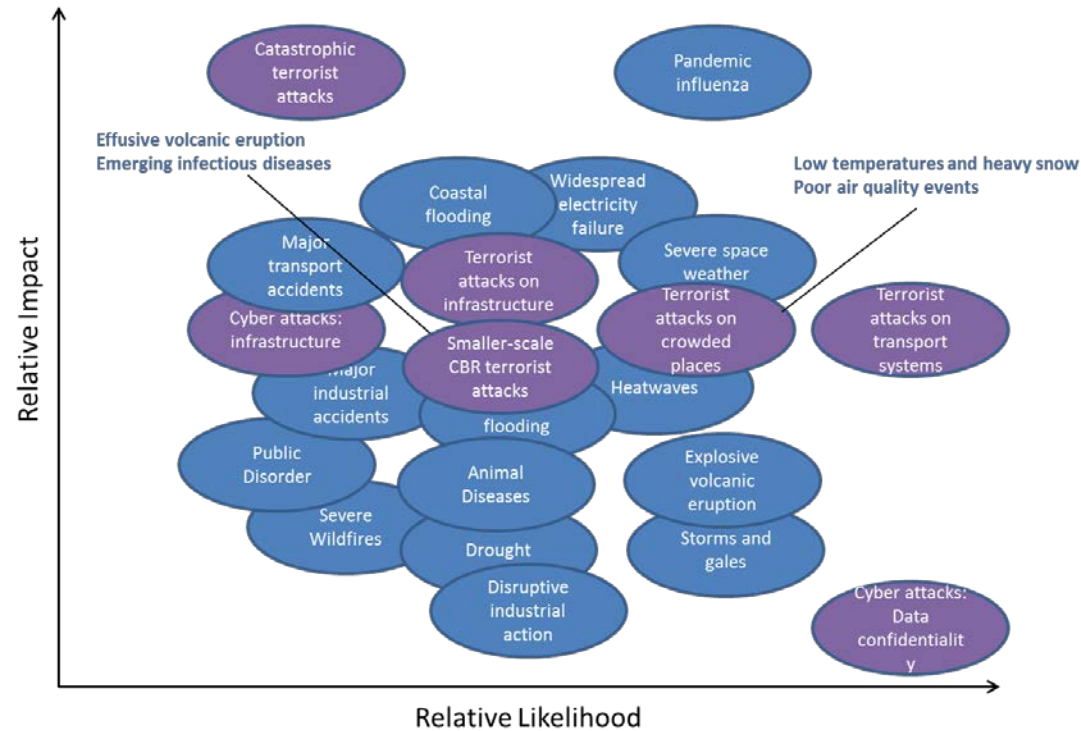 Catastrophic
terrorist
attacks
Pandemic
influenza
Effusive volcanic eruption
Emerging infectious diseases
Low temperatures and heavy snow
Poor air quality events
Coastal
flooding
Widespread
electricity
failure
Major
transport
accidents
Terrorist
attacks on
infrastructure
Severe space
weather
Cyber attacks:
infrastructure
Terrorist
attacks on
crowded
places
Terrorist
attacks on
transport
systems
Smaller-scale
CBR terrorist
attacks
Major
industrial
accidents
Heatwaves
flooding
Public
Disorder
Animal
Diseases
Explosive
volcanic
eruption
Severe
Wildfires
Drought
Storms and
gales
Disruptive
industrial
action
Cyber attacks:
Data
confidentialit
y
Relative Impact
Relative Likelihood